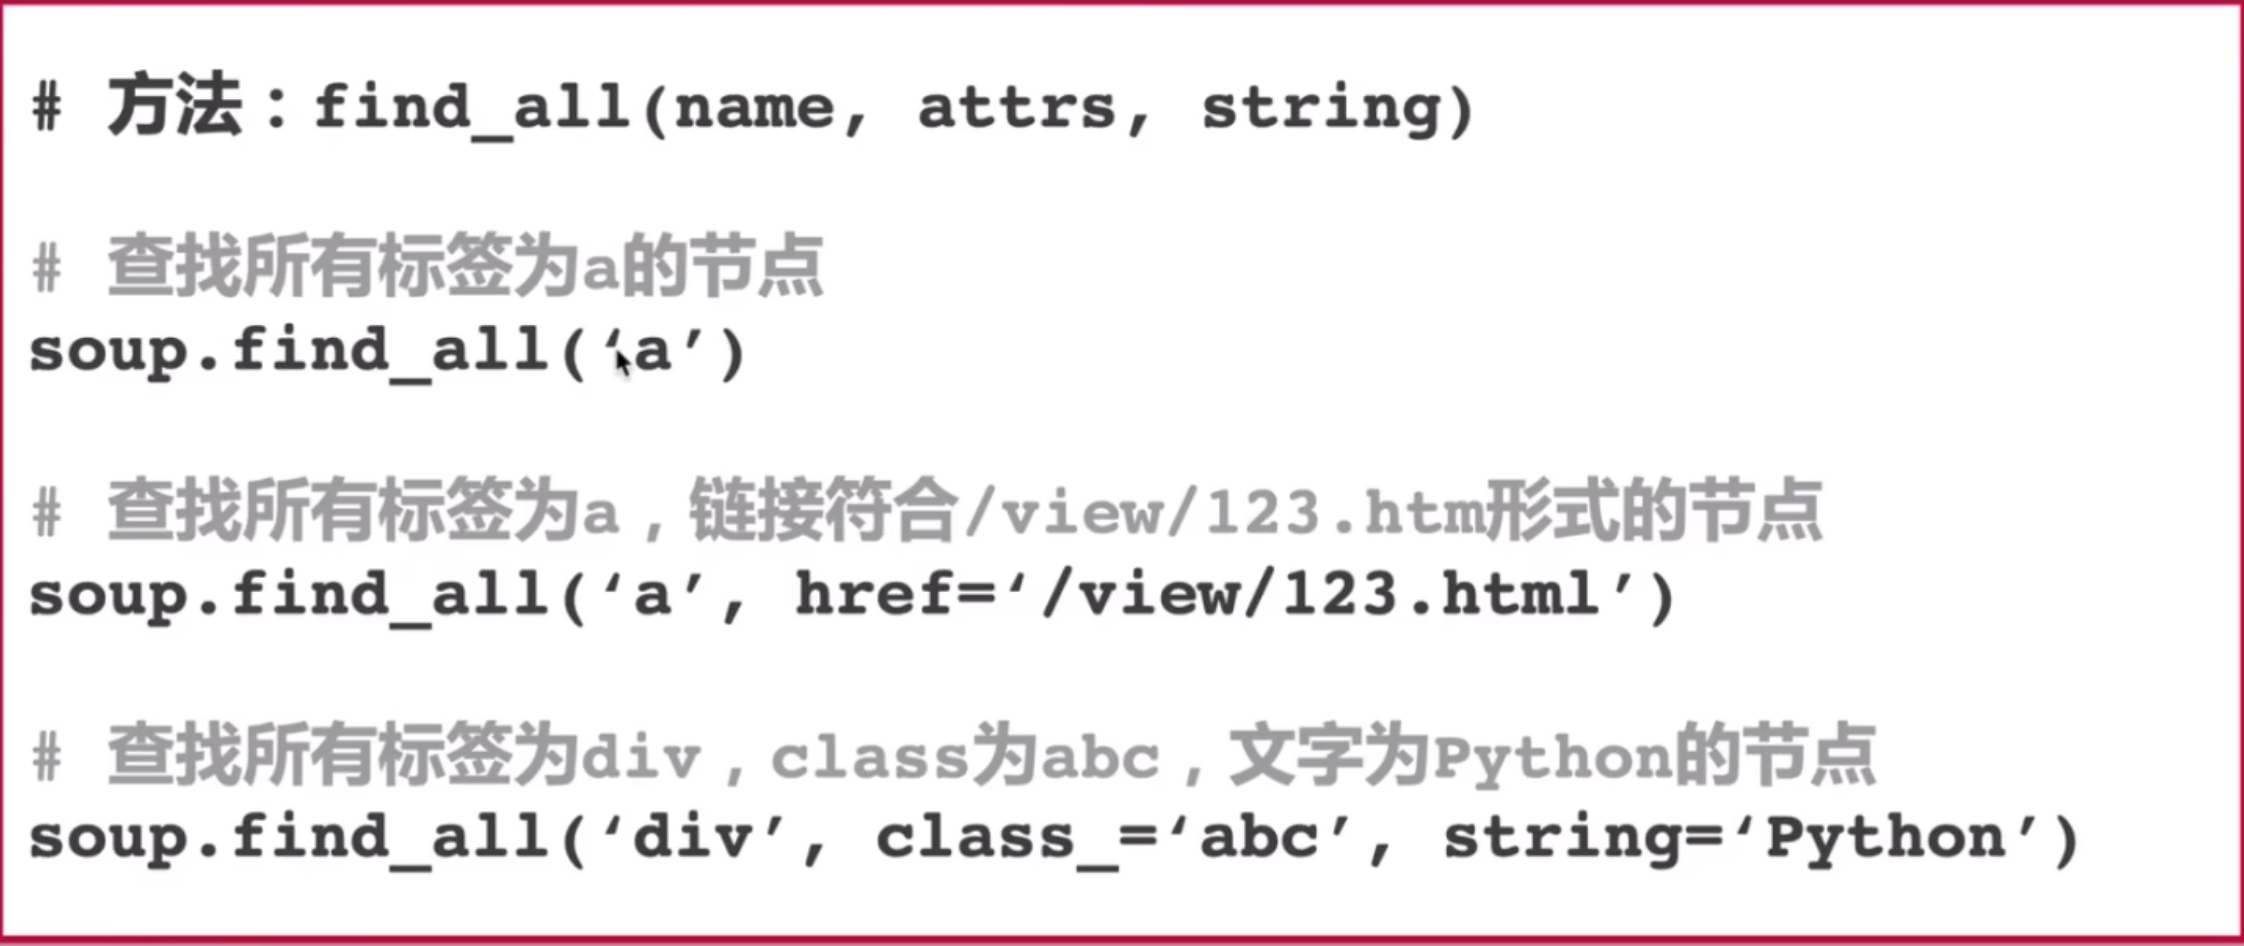 # 方法：find_all(name, attrs, string)
# 查找所有标签为a的节点
soup.find_all(‘a’)
# 查找所有标签为a，链接符合/view/123.htm形式的节点
soup.find_all(‘a’, href=‘/view/123.html’)
# 查找所有标签为div，class为abc，文字为Python的节点
soup.find_all(‘div’, class_=‘abc’, string=‘Python’)